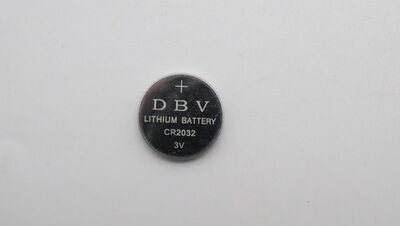 +
DBV
LITHIUM BATTERY
CR2032
3V